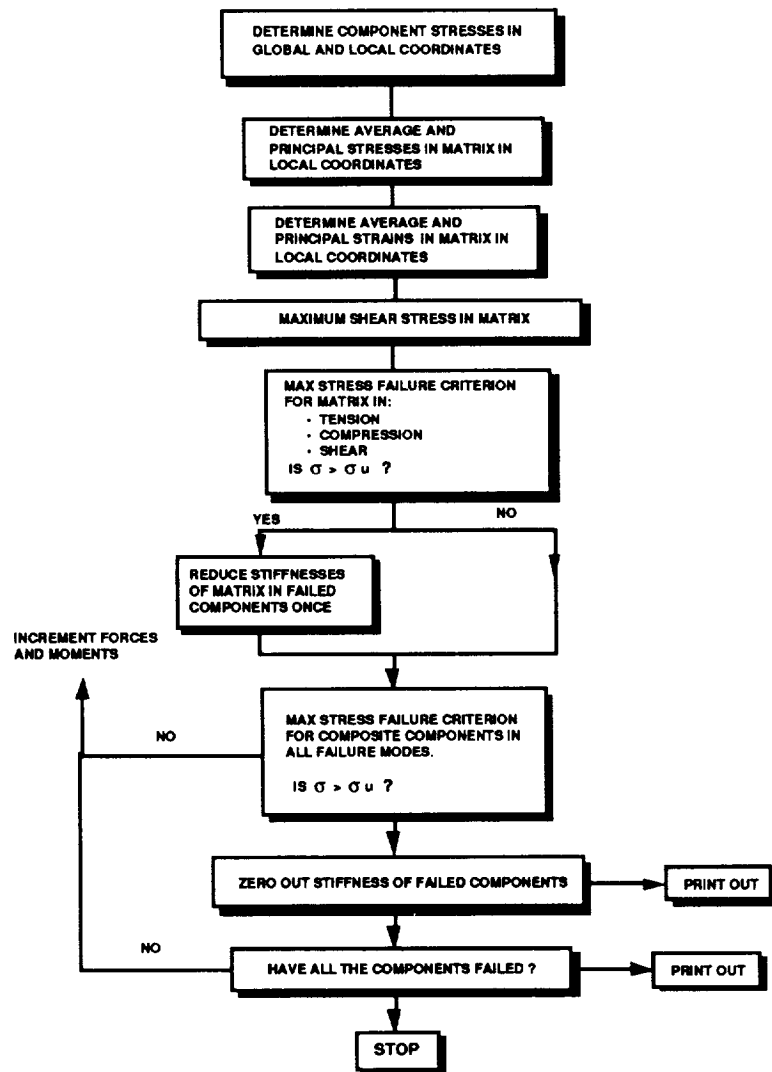 DETERMINE COMPONENT STRESSES IN
GLOBAL AND LOCAL COORDINATES
DETERMINE AVERAGE AND
PRINCIPAL STRESSES IN MATRIX IN
LOCAL COORDINATES
DETERMINE AVERAGE AND
PRINCIPAL STRAINS IN MATRIX IN
LOCAL COORDINATES
MAXIMUM SHEAR STRESS IN MATRIX
MAX STRESS FAILURE CRITERION
FOR MATRIX IN:
· TENSION
· COMPRESSION
· SHEAR
IS σ > σ u ?
YES
NO
REDUCE STIFFNESSES
OF MATRIX IN FAILED
COMPONENTS ONCE
INCREMENT FORCES
AND MOMENTS
MAX STRESS FAILURE CRITERION
FOR COMPOSITE COMPONENTS IN
ALL FAILURE MODES.
IS σ > σ u ?
NO
ZERO OUT STIFFNESS OF FAILED COMPONENTS
PRINT OUT
NO
HAVE ALL THE COMPONENTS FAILED ?
PRINT OUT
STOP